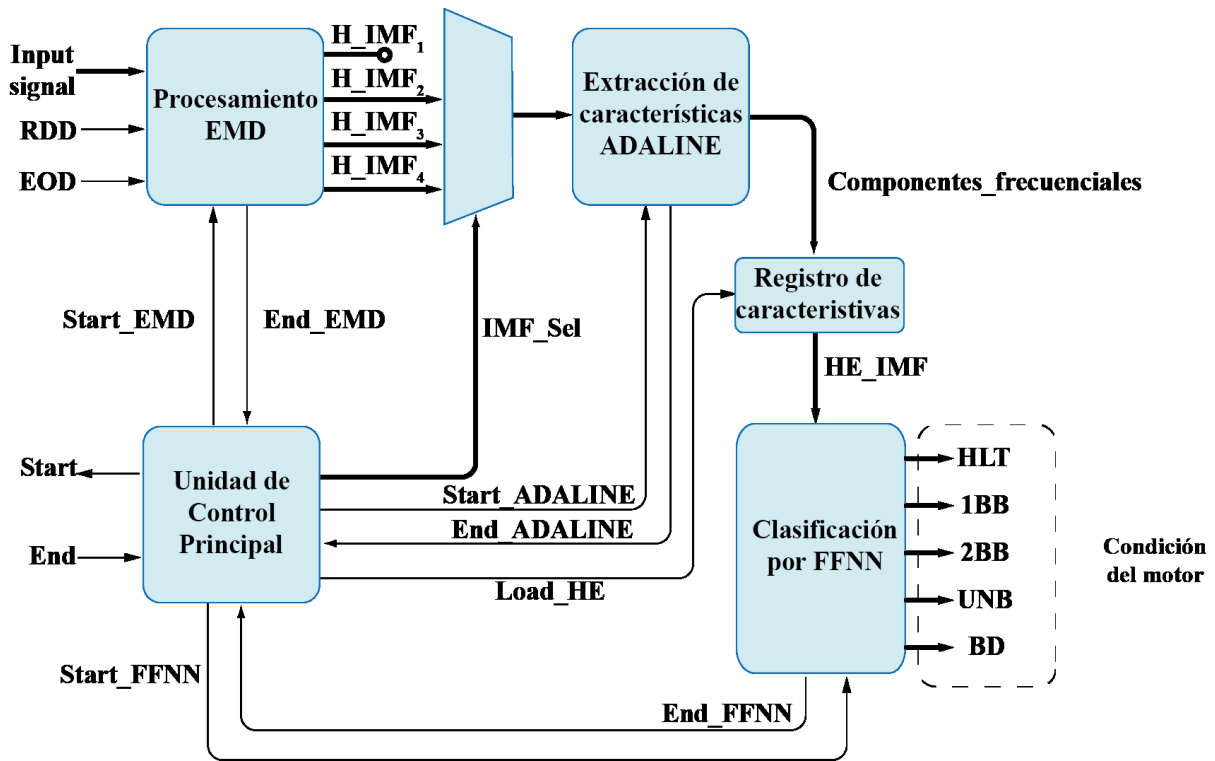 Input
signal
RDD
EOD
Procesamiento
EMD
H_IMF₁
H_IMF₂
H_IMF₃
H_IMF₄
Extracción de
características
ADALINE
Componentes_frecuenciales
Registro de
caracteristivas
HE_IMF
Start_EMD
End_EMD
IMF_Sel
Start
End
Unidad de
Control
Principal
Start_ADALINE
End_ADALINE
Load_HE
Start_FFNN
End_FFNN
Clasificación
por FFNN
HLT
1BB
2BB
UNB
BD
Condición
del motor